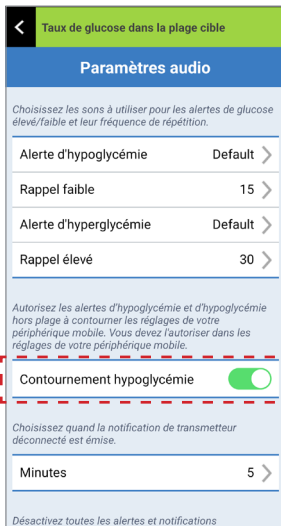 Taux de glucose dans la plage cible
Paramètres audio
Choisissez les sons à utiliser pour les alertes de glucose
élevé/faible et leur fréquence de répétition.
Alerte d'hypoglycémie Default
Rappel faible 15
Alerte d'hyperglycémie Default
Rappel élevé 30
Autorisez les alertes d'hypoglycémie et d'hypoglycémie
hors plage à contourner les réglages de votre
périphérique mobile. Vous devez l'autoriser dans les
réglages de votre périphérique mobile.
Contournement hypoglycémie
Choisissez quand la notification de transmetteur
déconnecté est émise.
Minutes 5
Désactivez toutes les alertes et notifications